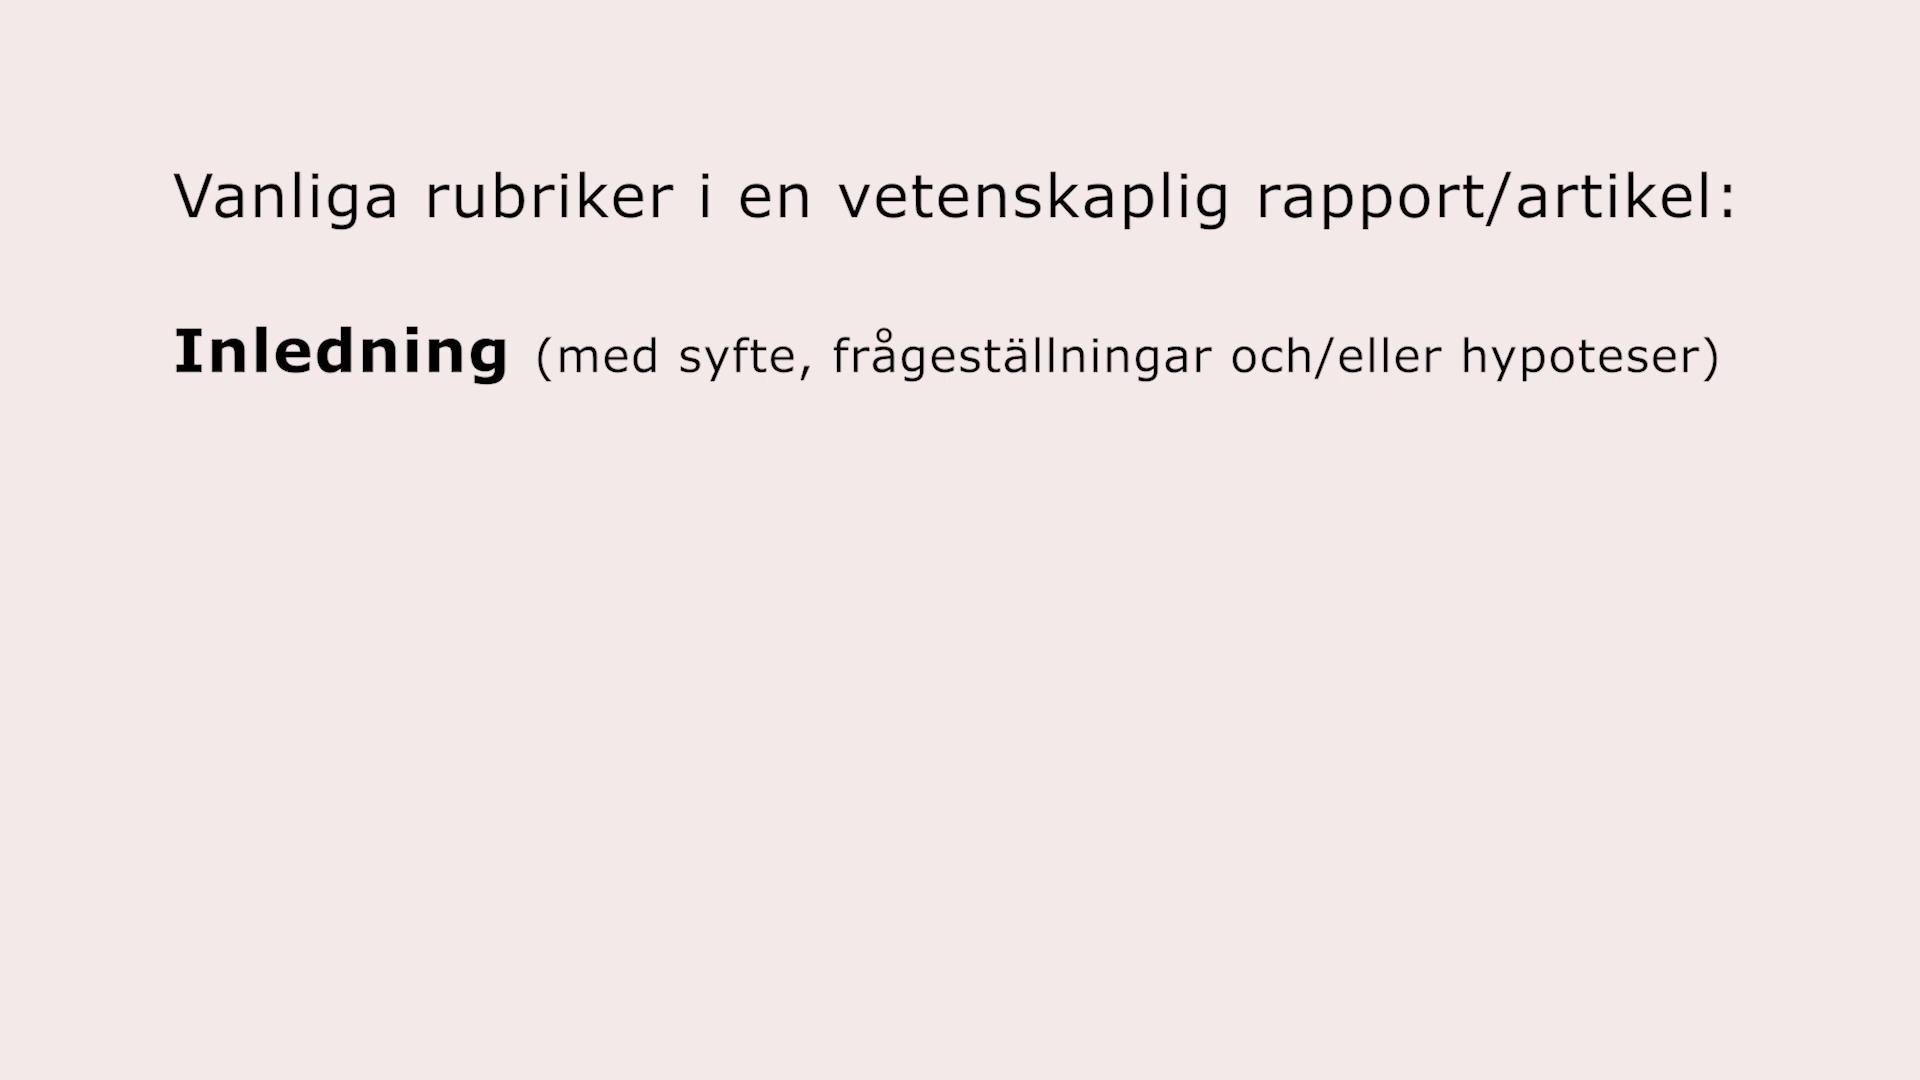 Vanliga rubriker i en vetenskaplig rapport/artikel:
Inledning (med syfte, frågeställningar och/eller hypoteser)